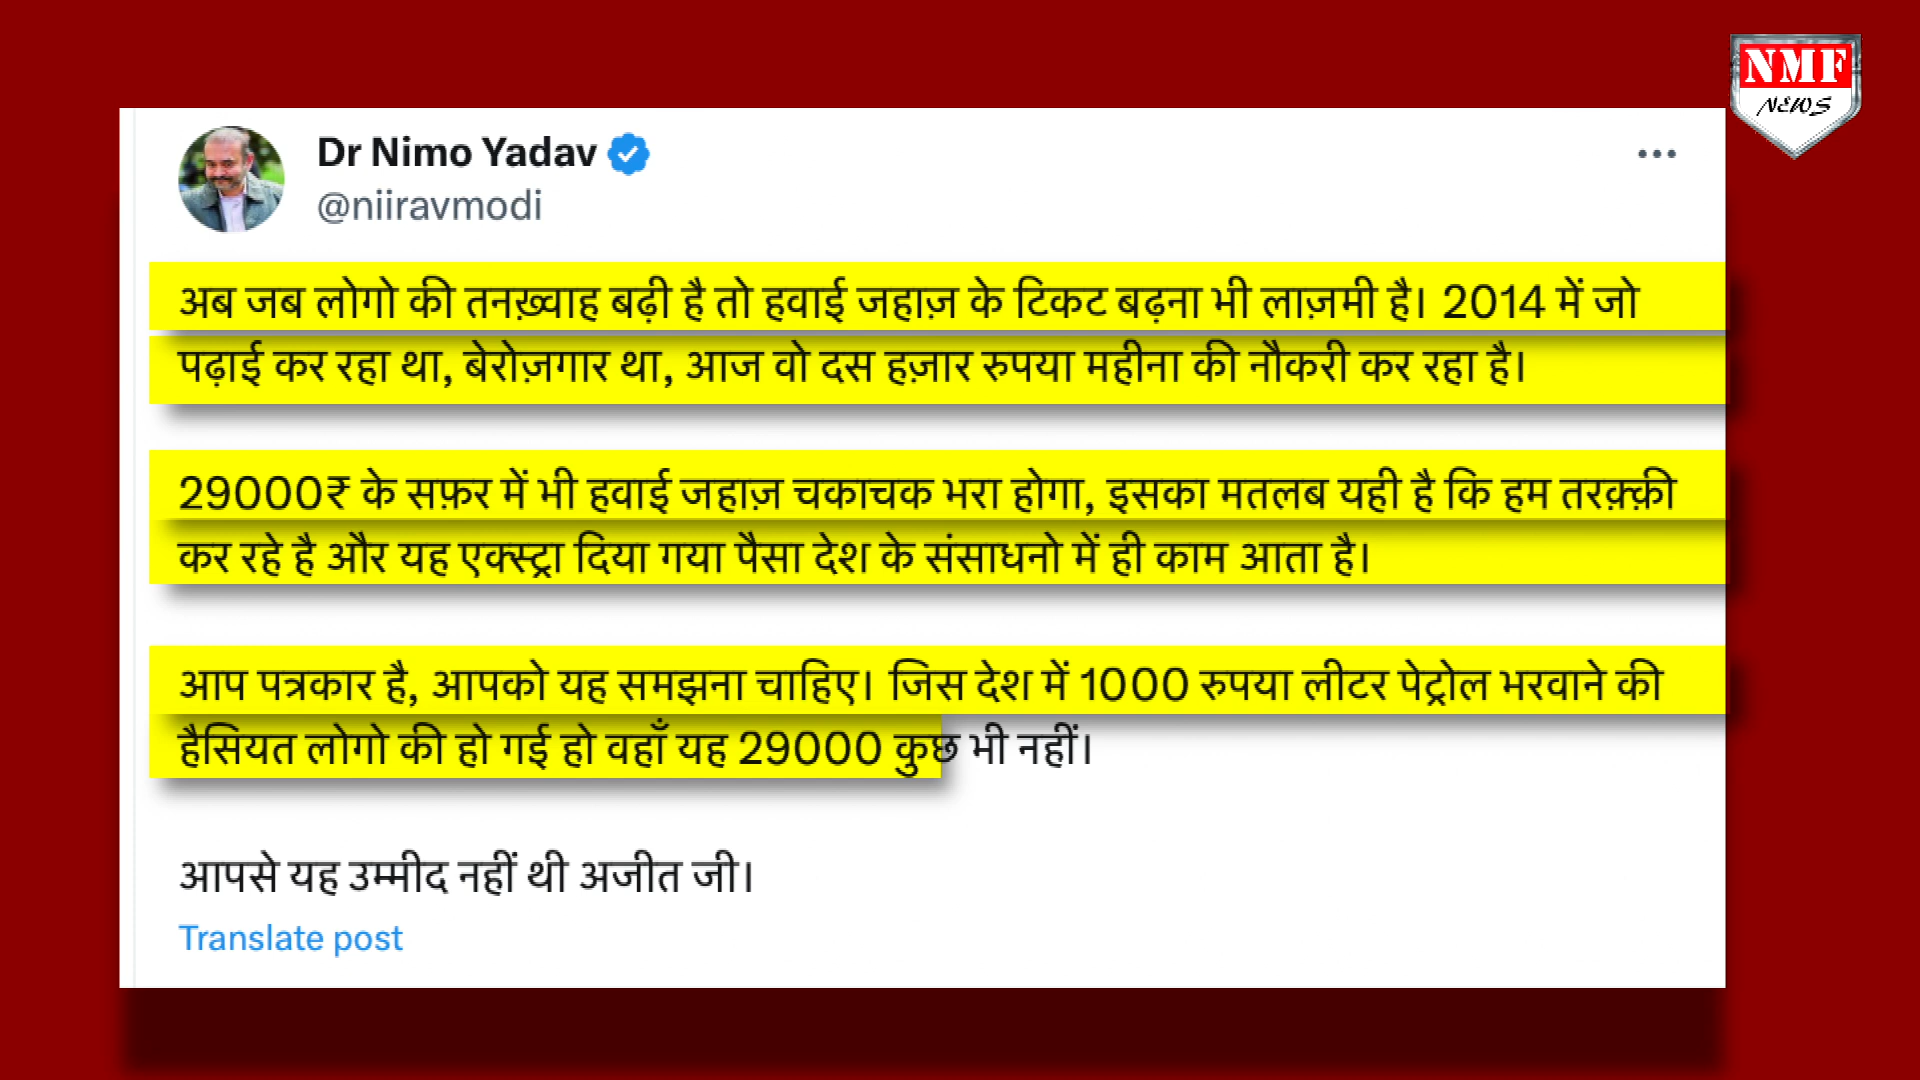 NMF
NEWS
Dr Nimo Yadav
@niiravmodi
अब जब लोगो की तनख़्वाह बढ़ी है तो हवाई जहाज़ के टिकट बढ़ना भी लाज़मी है। 2014 में जो
पढ़ाई कर रहा था, बेरोज़गार था, आज वो दस हज़ार रुपया महीना की नौकरी कर रहा है।
29000₹ के सफ़र में भी हवाई जहाज़ चकाचक भरा होगा, इसका मतलब यही है कि हम तरक़्क़ी
कर रहे है और यह एक्स्ट्रा दिया गया पैसा देश के संसाधनो में ही काम आता है।
आप पत्रकार है, आपको यह समझना चाहिए। जिस देश में 1000 रुपया लीटर पेट्रोल भरवाने की
हैसियत लोगो की हो गई हो वहाँ यह 29000 कुछ भी नहीं।
आपसे यह उम्मीद नहीं थी अजीत जी।
Translate post